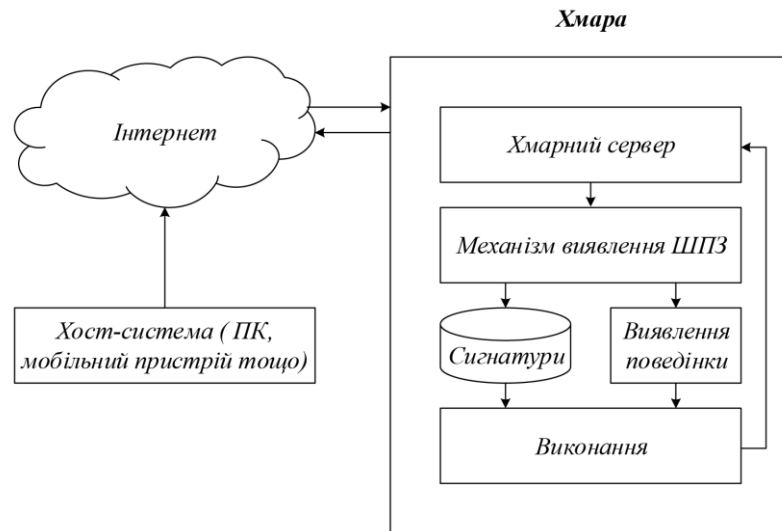 Хмара
Інтернет
Хмарний сервер
Механізм виявлення ШПЗ
Хост-система ( ПК,
мобільний пристрій тощо)
Сигнатури
Виявлення
поведінки
Виконання